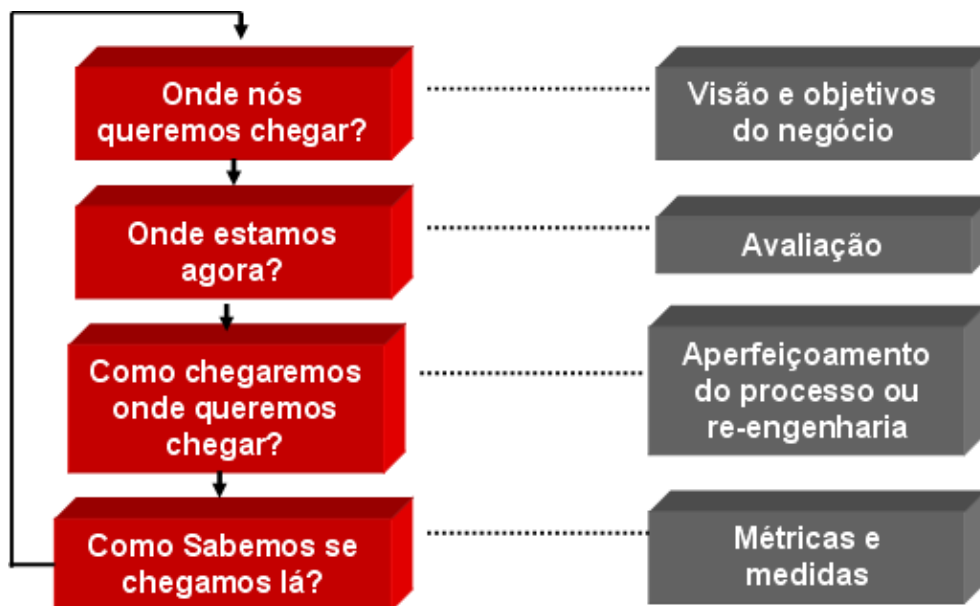 Onde nós
queremos chegar?
Visão e objetivos
do negócio
Onde estamos
agora?
Avaliação
Como chegaremos
onde queremos
chegar?
Aperfeiçoamento
do processo ou
re-engenharia
Como Sabemos se
chegamos lá?
Métricas e
medidas